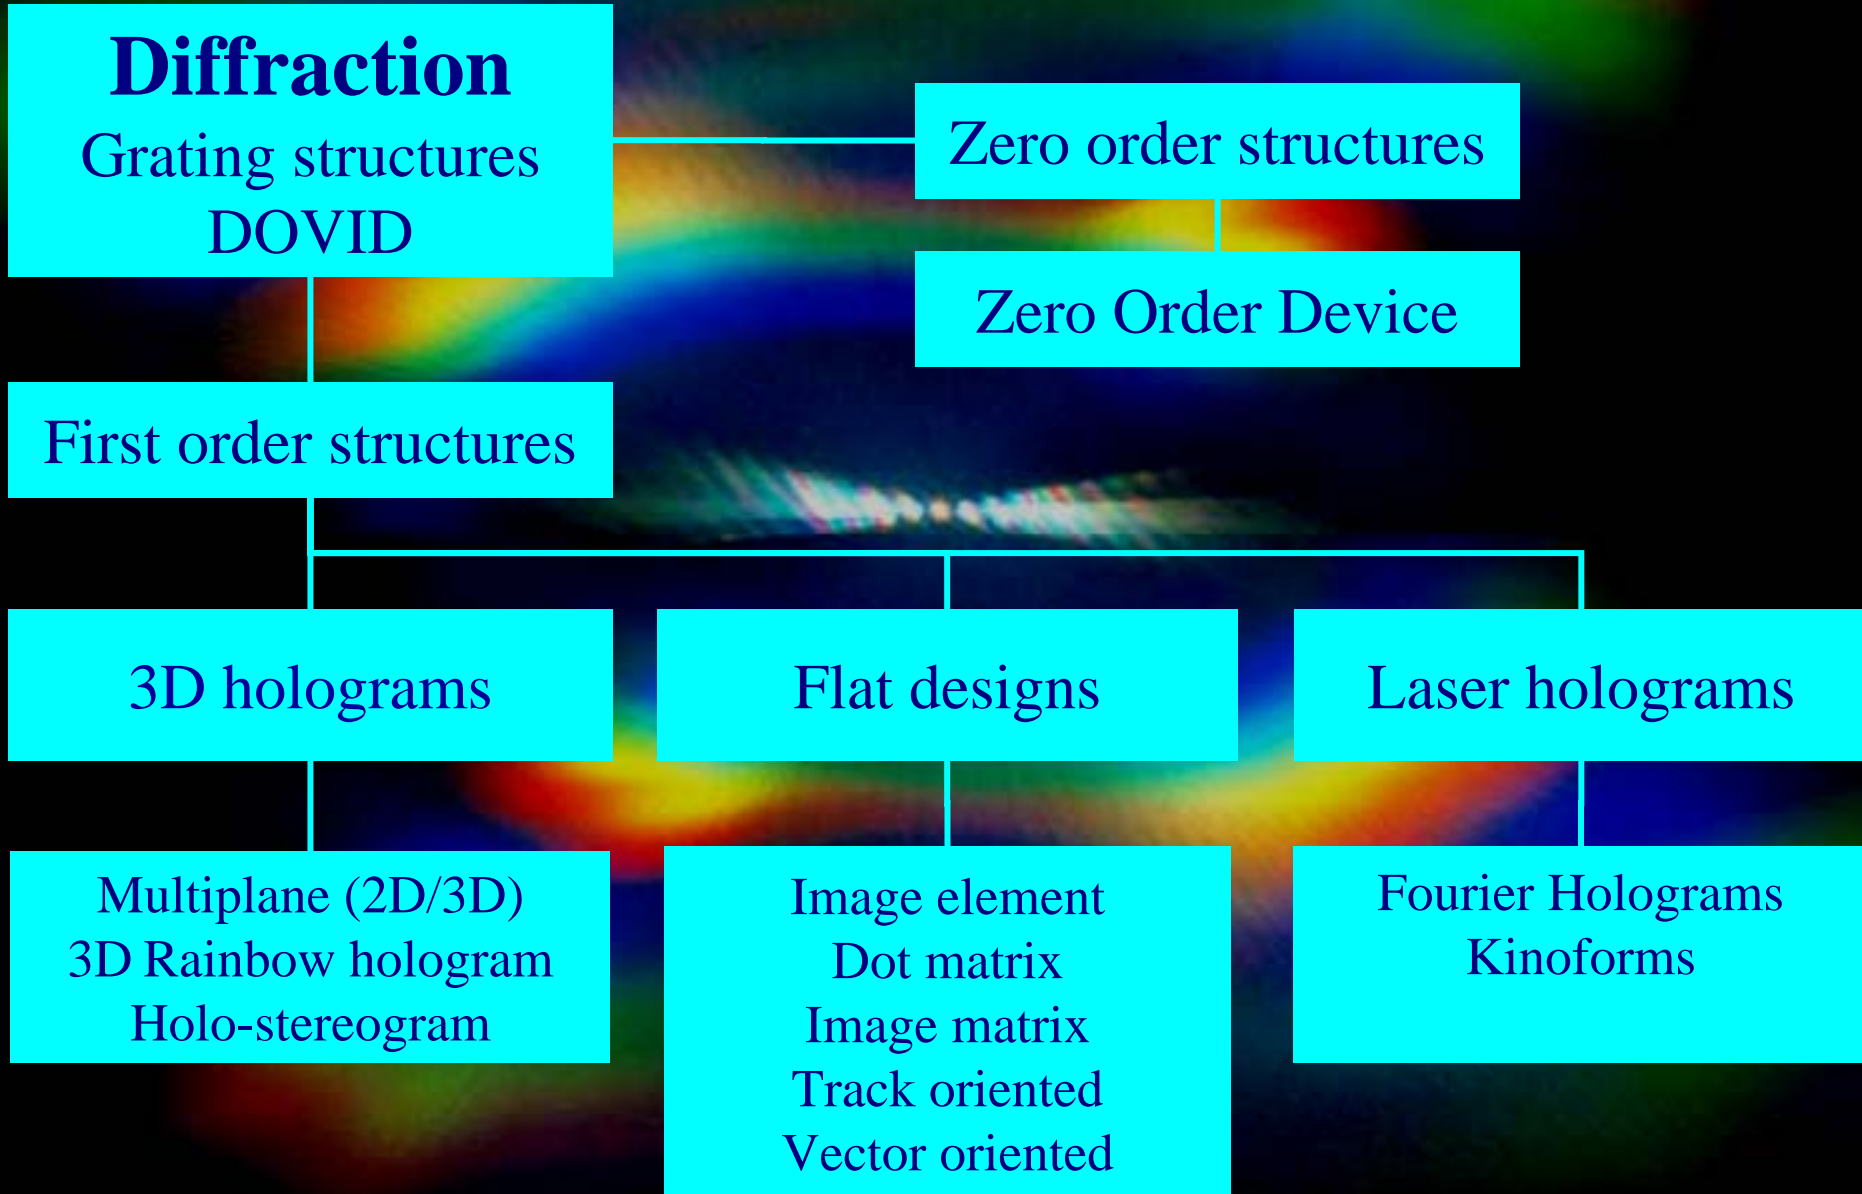 Diffraction
Grating structures
DOVID
Zero order structures
Zero Order Device
First order structures
3D holograms
Flat designs
Laser holograms
Multiplane (2D/3D)
3D Rainbow hologram
Holo-stereogram
Image element
Dot matrix
Image matrix
Track oriented
Vector oriented
Fourier Holograms
Kinoforms